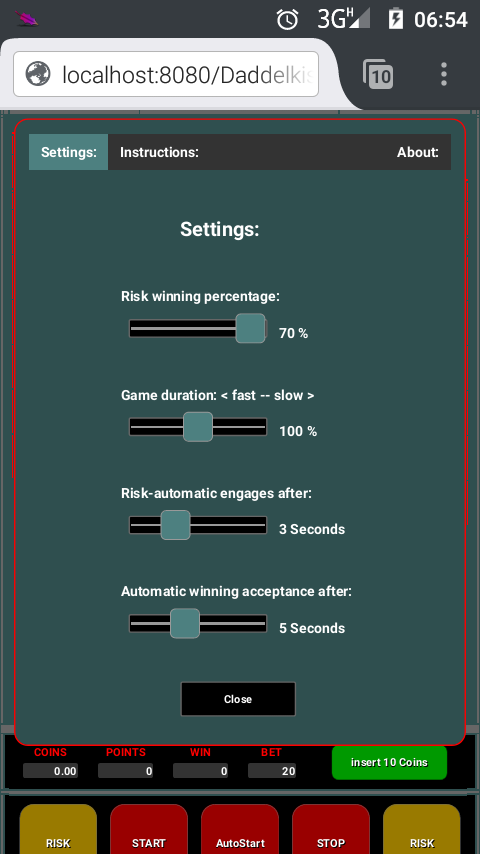 3G H 06:54
localhost:8080/Daddelkis
10
Settings: Instructions: About:
Settings:
Risk winning percentage:
70 %
Game duration: < fast -- slow >
100 %
Risk-automatic engages after:
3 Seconds
Automatic winning acceptance after:
5 Seconds
Close
COINS POINTS WIN BET
0.00 0 0 20
insert 10 Coins
RISK START AutoStart STOP RISK